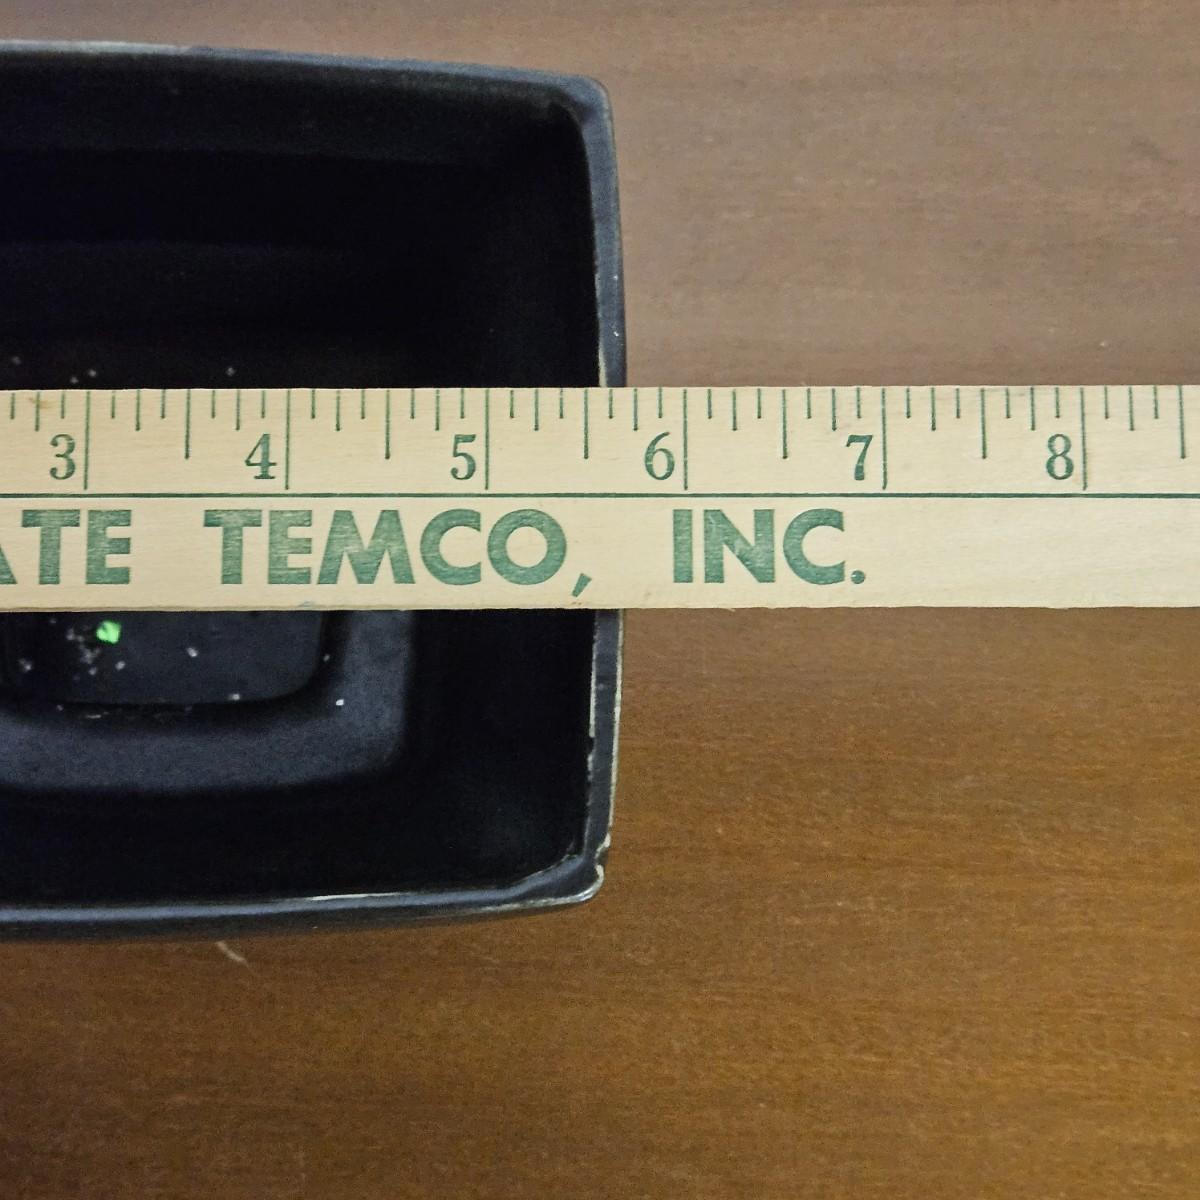 3 4 5 6 7 8
ATE TEMCO, INC.